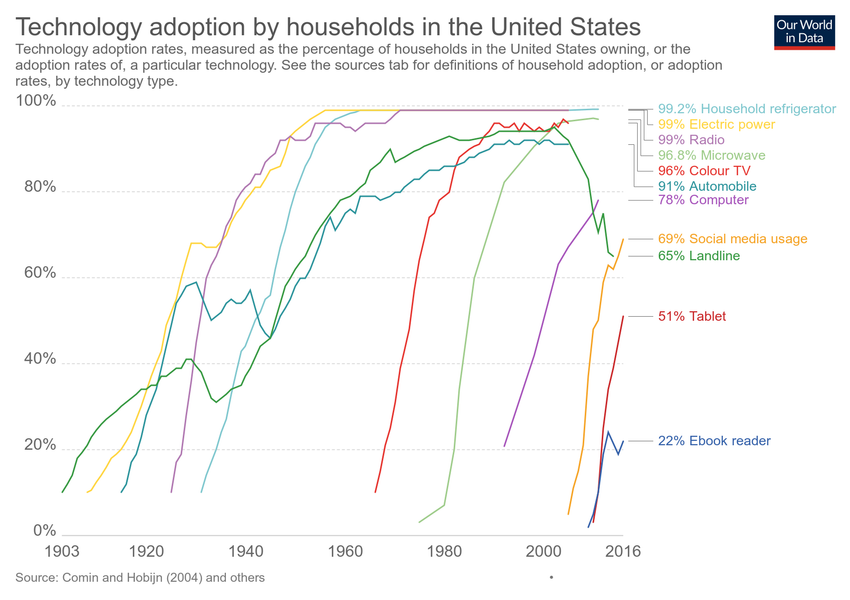 Technology adoption by households in the United States
Our World
in Data
Technology adoption rates, measured as the percentage of households in the United States owning, or the
adoption rates of, a particular technology. See the sources tab for definitions of household adoption, or adoption
rates, by technology type.
100%
80%
60%
40%
20%
0%
1903
1920
1940
1960
1980
2000
2016
99.2% Household refrigerator
99% Electric power
99% Radio
96.8% Microwave
96% Colour TV
91% Automobile
78% Computer
69% Social media usage
65% Landline
51% Tablet
22% Ebook reader
Source: Comin and Hobijn (2004) and others